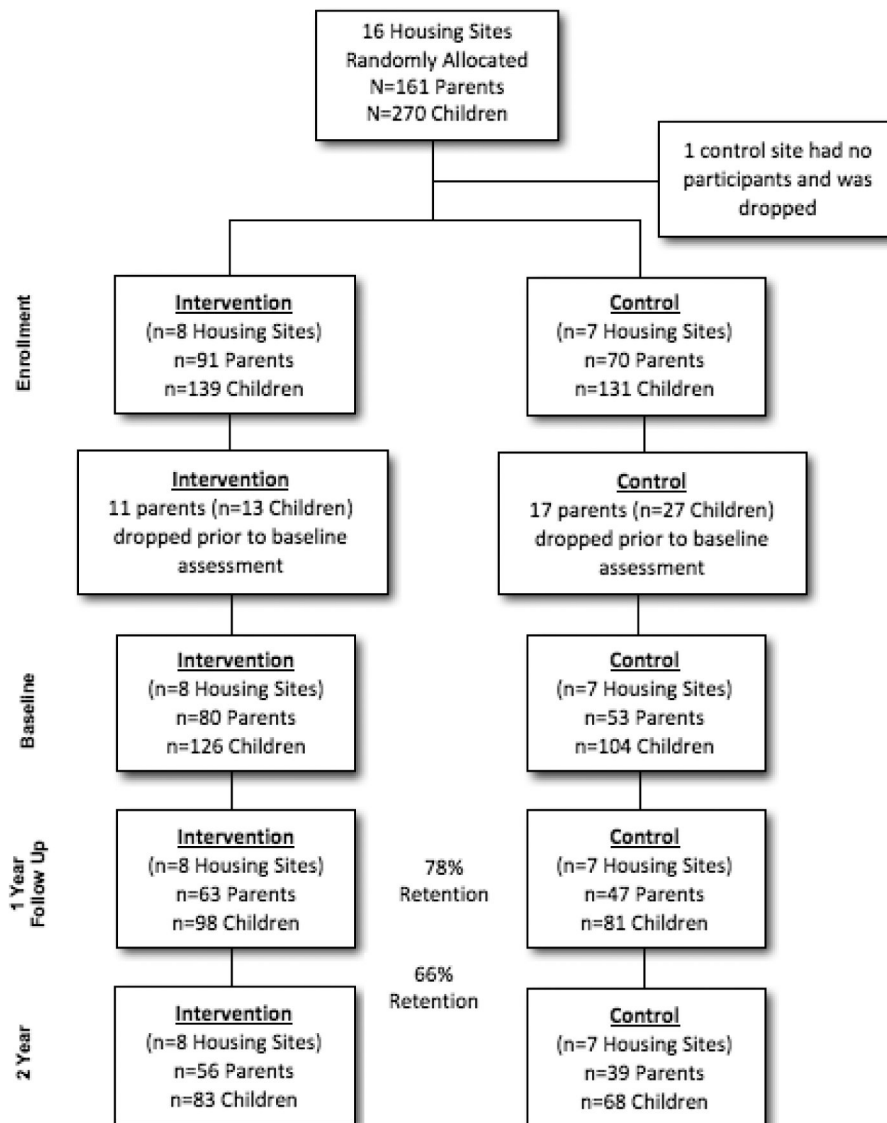 16 Housing Sites
Randomly Allocated
N=161 Parents
N=270 Children
1 control site had no
participants and was
dropped
Enrollment
Intervention
(n=8 Housing Sites)
n=91 Parents
n=139 Children
Control
(n=7 Housing Sites)
n=70 Parents
n=131 Children
Intervention
11 parents (n=13 Children)
dropped prior to baseline
assessment
Control
17 parents (n=27 Children)
dropped prior to baseline
assessment
Baseline
Intervention
(n=8 Housing Sites)
n=80 Parents
n=126 Children
Control
(n=7 Housing Sites)
n=53 Parents
n=104 Children
1 Year
Follow Up
Intervention
(n=8 Housing Sites)
n=63 Parents
n=98 Children
78%
Retention
Control
(n=7 Housing Sites)
n=47 Parents
n=81 Children
66%
Retention
2 Year
Intervention
(n=8 Housing Sites)
n=56 Parents
n=83 Children
Control
(n=7 Housing Sites)
n=39 Parents
n=68 Children